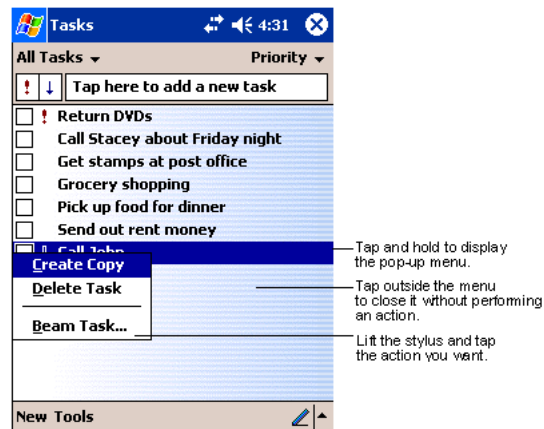 Tasks 4:31
All Tasks Priority
! ↓ Tap here to add a new task
! Return DVDs
Call Stacey about Friday night
Get stamps at post office
Grocery shopping
Pick up food for dinner
Send out rent money
↓ Call John
Create Copy
Delete Task
Beam Task...
New Tools
Tap and hold to display
the pop-up menu.
Tap outside the menu
to close it without performing
an action.
Lift the stylus and tap
the action you want.